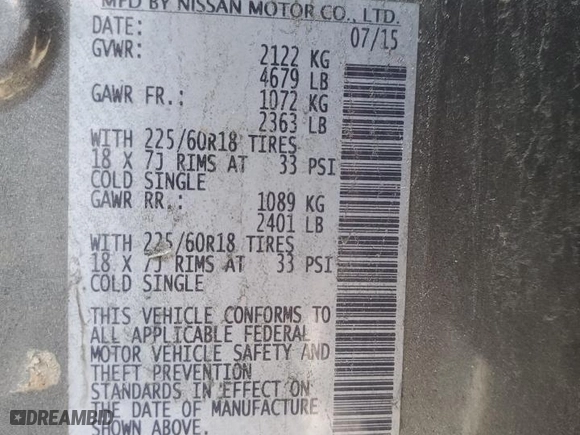 MFD BY NISSAN MOTOR CO., LTD.
DATE: 07/15
GVWR: 2122 KG
4679 LB
GAWR FR.: 1072 KG
2363 LB
WITH 225/60R18 TIRES
18 X 7J RIMS AT 33 PSI
COLD SINGLE
GAWR RR.: 1089 KG
2401 LB
WITH 225/60R18 TIRES
18 X 7J RIMS AT 33 PSI
COLD SINGLE
THIS VEHICLE CONFORMS TO
ALL APPLICABLE FEDERAL
MOTOR VEHICLE SAFETY AND
THEFT PREVENTION
STANDARDS IN EFFECT ON
THE DATE OF MANUFACTURE
SHOWN ABOVE.
DREAMBID